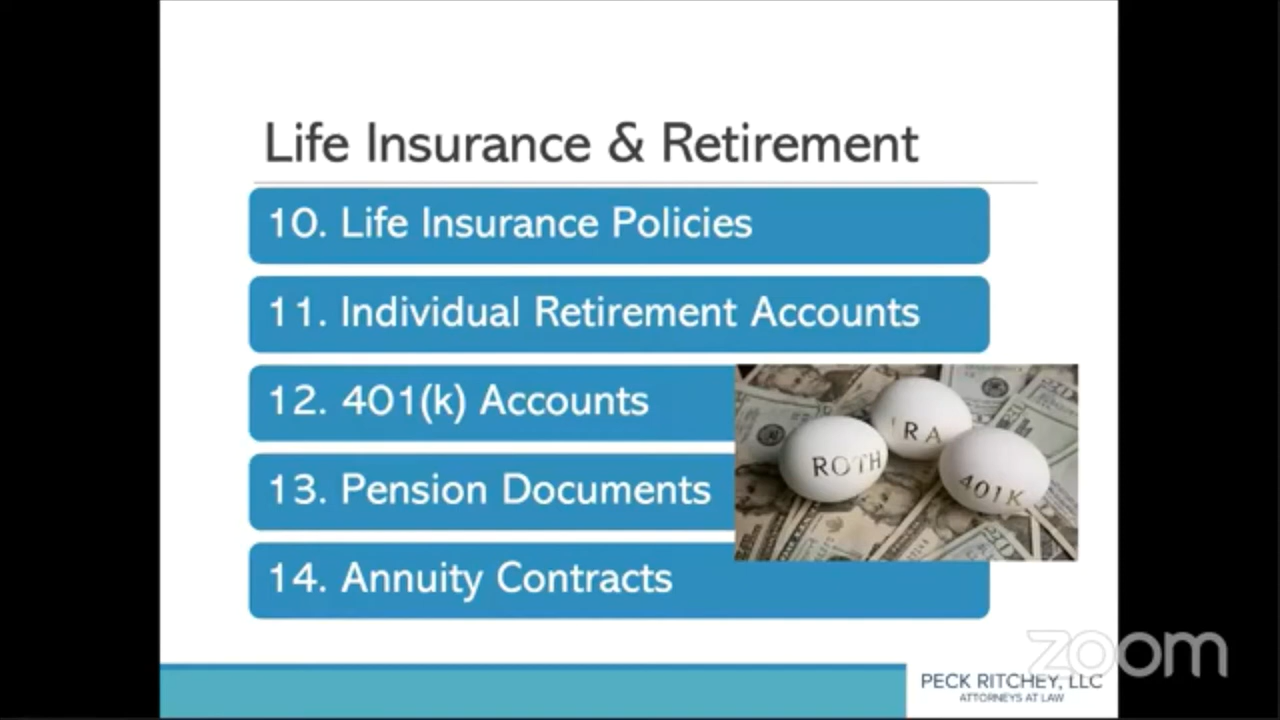 Life Insurance & Retirement
10. Life Insurance Policies
11. Individual Retirement Accounts
12. 401(k) Accounts
13. Pension Documents
14. Annuity Contracts
ROTH
IRA
401K
zoom
PECK RITCHEY, LLC
ATTORNEYS AT LAW